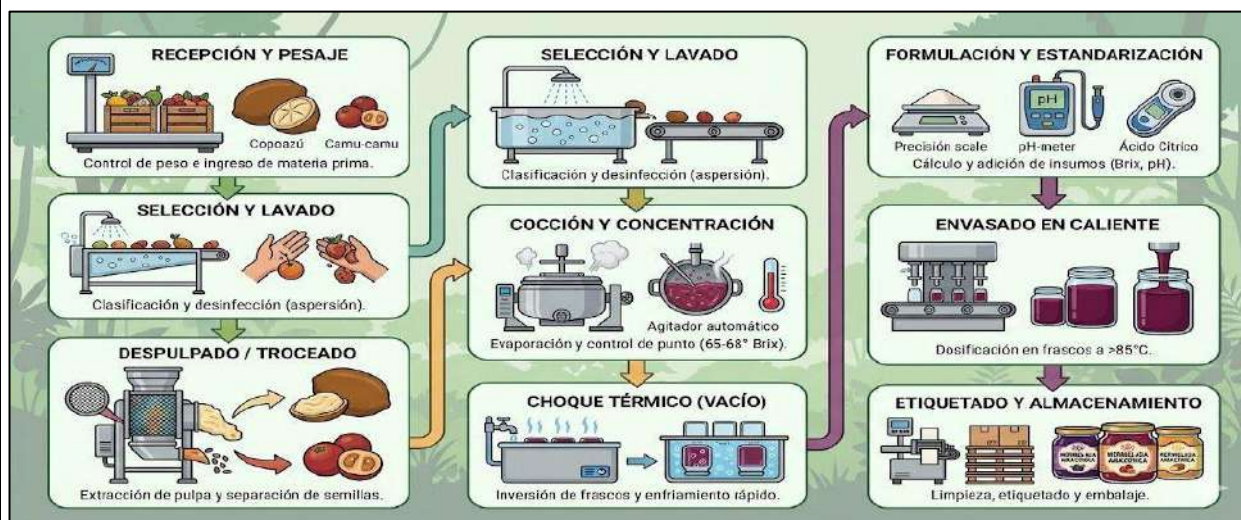 RECEPCIÓN Y PESAJE
Copoazú
Camu-camu
Control de peso e ingreso de materia prima.
SELECCIÓN Y LAVADO
Clasificación y desinfección (aspersión).
DESPULPADO / TROCEADO
Extracción de pulpa y separación de semillas.
SELECCIÓN Y LAVADO
Clasificación y desinfección (aspersión).
COCCIÓN Y CONCENTRACIÓN
Agitador automático
Evaporación y control de punto (65-68° Brix).
CHOQUE TÉRMICO (VACÍO)
Inversión de frascos y enfriamiento rápido.
FORMULACIÓN Y ESTANDARIZACIÓN
pH
Precisión scale
pH-meter
Ácido Cítrico
Cálculo y adición de insumos (Brix, pH).
ENVASADO EN CALIENTE
Dosificación en frascos a >85°C.
ETIQUETADO Y ALMACENAMIENTO
Limpieza, etiquetado y embalaje.